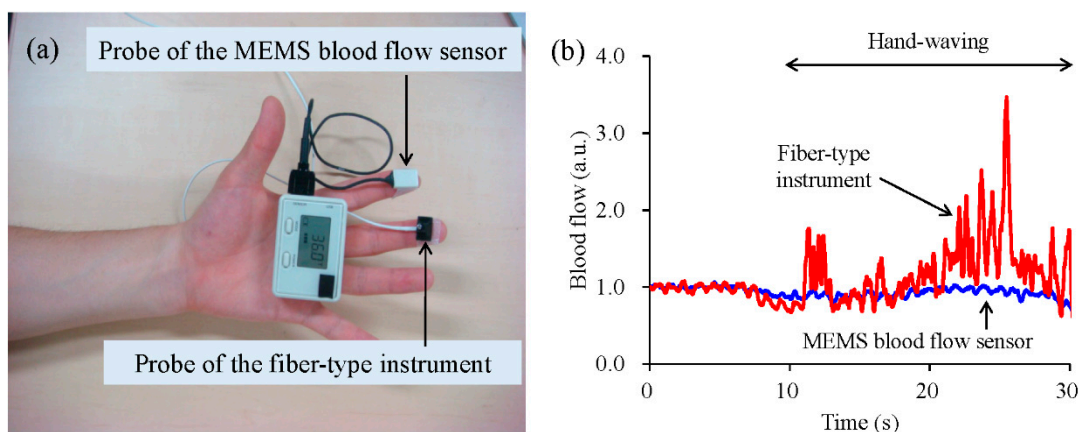 (a)
Probe of the MEMS blood flow sensor
Probe of the fiber-type instrument
(b)
Hand-waving
Blood flow (a.u.)
4.0
3.0
2.0
1.0
0.0
Fiber-type
instrument
MEMS blood flow sensor
0
10
20
30
Time (s)